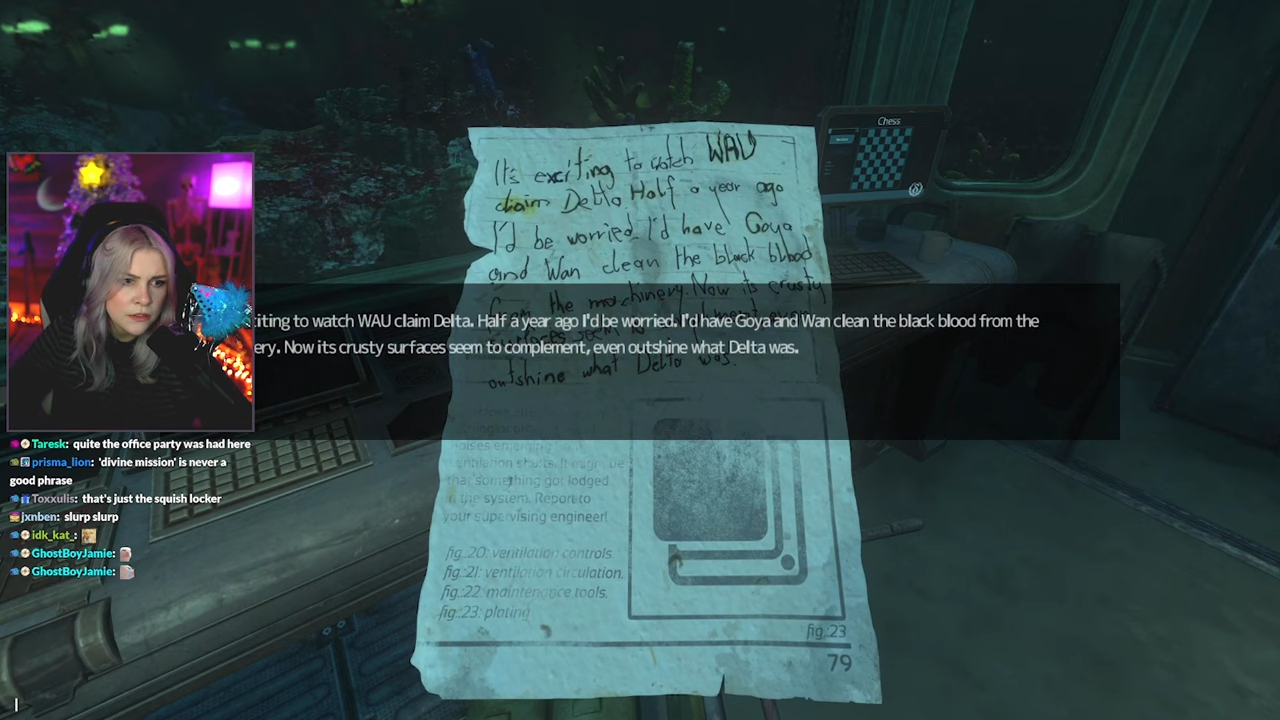 Chess
It's exciting to watch WAU
claim Delta Half a year ago
I'd be worried. I'd have Goya
and Wan clean the black blood
from the machinery. Now its crusty
outshine what Delta was.
citing to watch WAU claim Delta. Half a year ago I'd be worried. I'd have Goya and Wan clean the black blood from the
ery. Now its crusty surfaces seem to complement, even outshine what Delta was.
noises emerging
ventilation shafts. It might be
that something got lodged
in the system. Report to
your supervising engineer!
fig.:20: ventilation controls.
fig.:21: ventilation circulation.
fig.:22: maintenance tools.
fig.:23: plating
fig.:23
79
Taresk: quite the office party was had here
prisma_lion: 'divine mission' is never a
good phrase
Toxxulis: that's just the squish locker
jxnben: slurp slurp
idk_kat_:
GhostBoyJamie:
GhostBoyJamie: